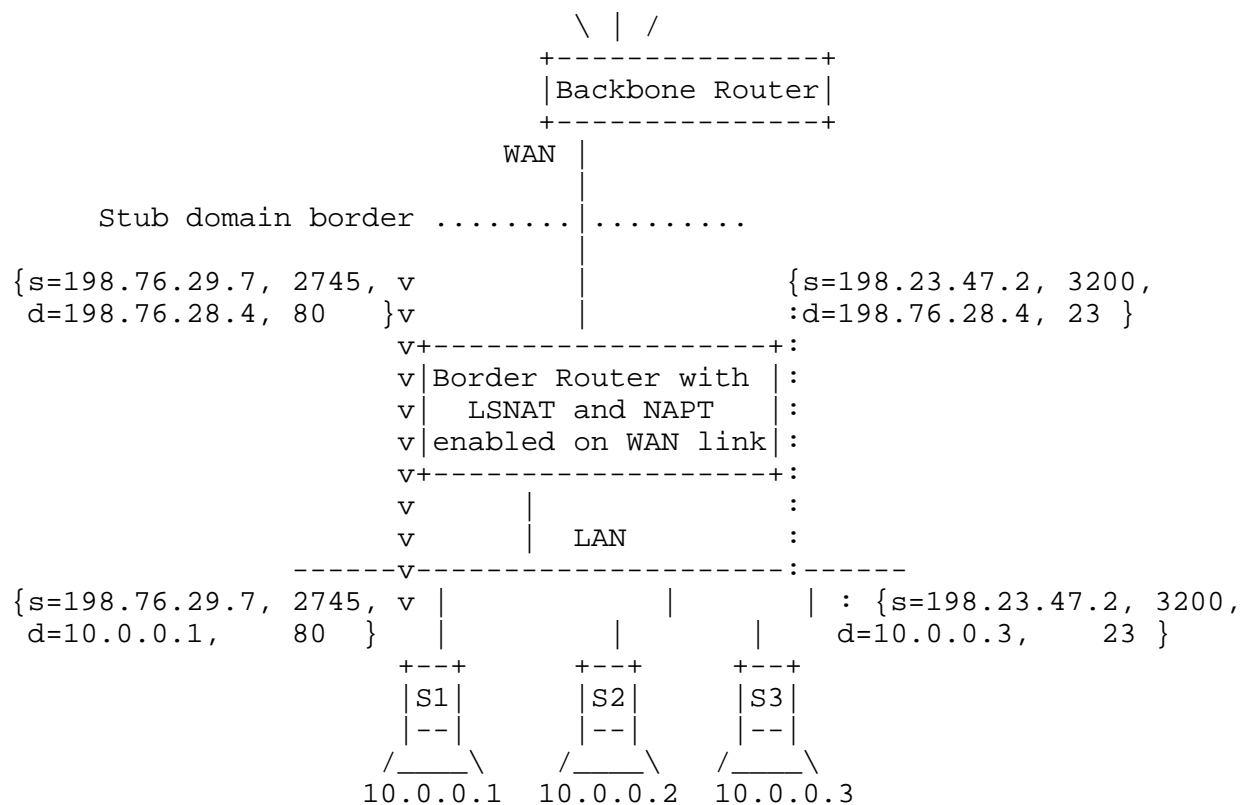 \ | /
+---------------+
|Backbone Router|
+---------------+
WAN |
|
Stub domain border ........|.........
|
{s=198.76.29.7, 2745, v | {s=198.23.47.2, 3200,
d=198.76.28.4, 80 }v | :d=198.76.28.4, 23 }
v+------------------+:
v|Border Router with |:
v| LSNAT and NAPT |:
v|enabled on WAN link|:
v+------------------+:
v | :
v | LAN :
------v---------------------:------
{s=198.76.29.7, 2745, v | | | : {s=198.23.47.2, 3200,
d=10.0.0.1, 80 } | | | d=10.0.0.3, 23 }
+--+ +--+ +--+
|S1| |S2| |S3|
|--| |--| |--|
/____\ /____\ /____\
10.0.0.1 10.0.0.2 10.0.0.3